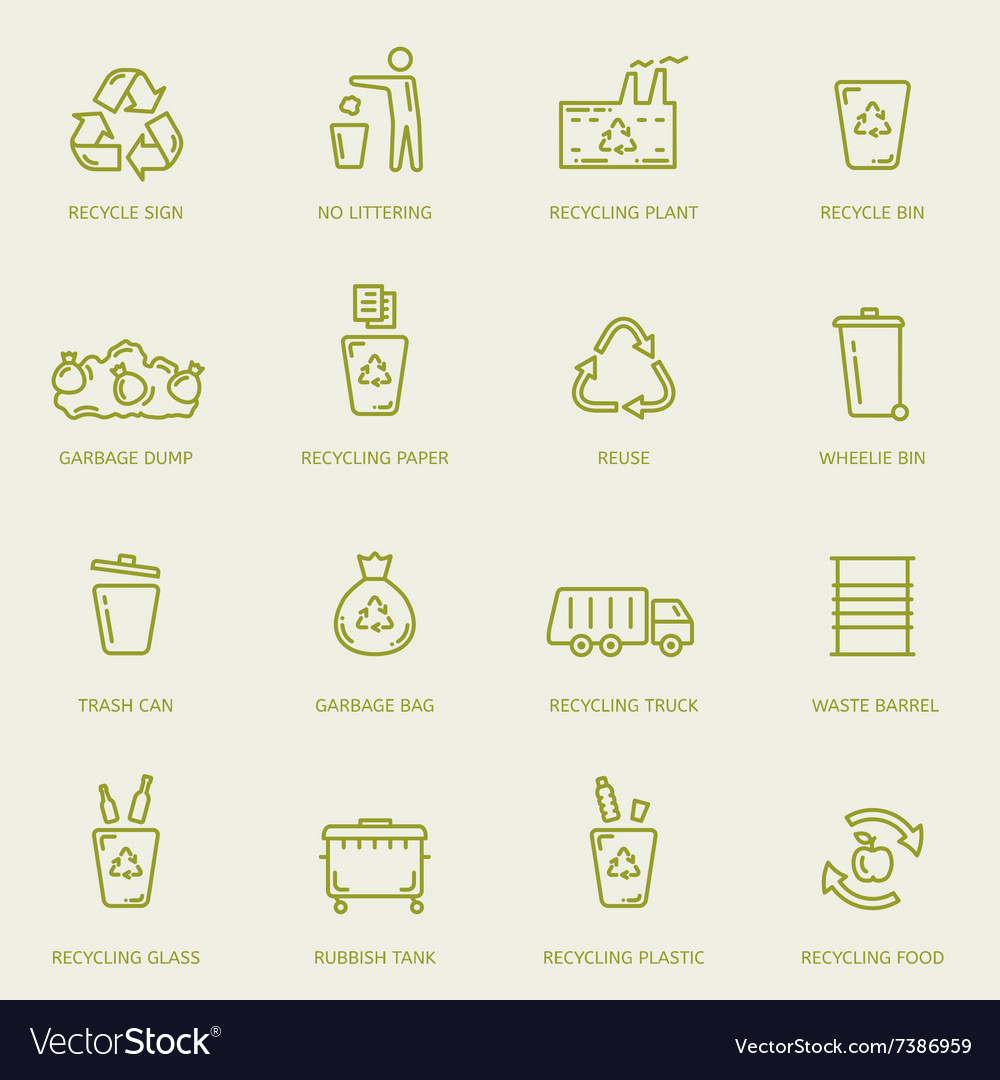 RECYCLE SIGN
NO LITTERING
RECYCLING PLANT
RECYCLE BIN
GARBAGE DUMP
RECYCLING PAPER
REUSE
WHEELIE BIN
TRASH CAN
GARBAGE BAG
RECYCLING TRUCK
WASTE BARREL
RECYCLING GLASS
RUBBISH TANK
RECYCLING PLASTIC
RECYCLING FOOD
VectorStock®
VectorStock.com/7386959